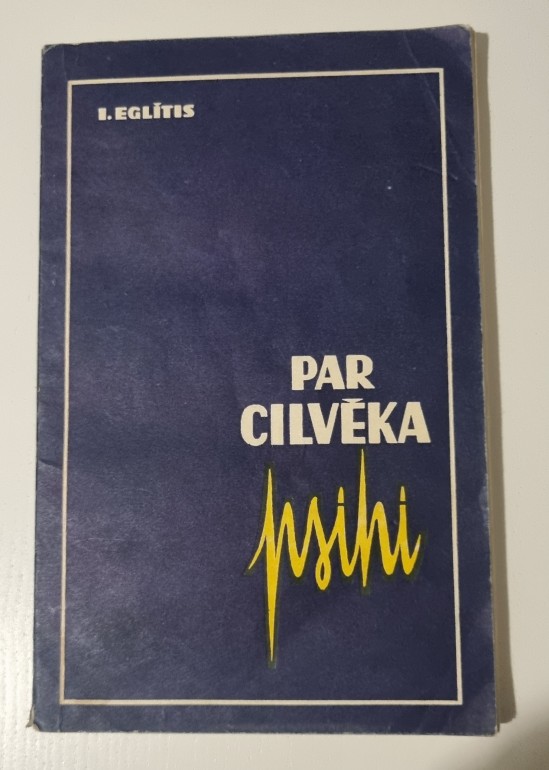 I. EGLĪTIS
PAR
CILVĒKA
psihi